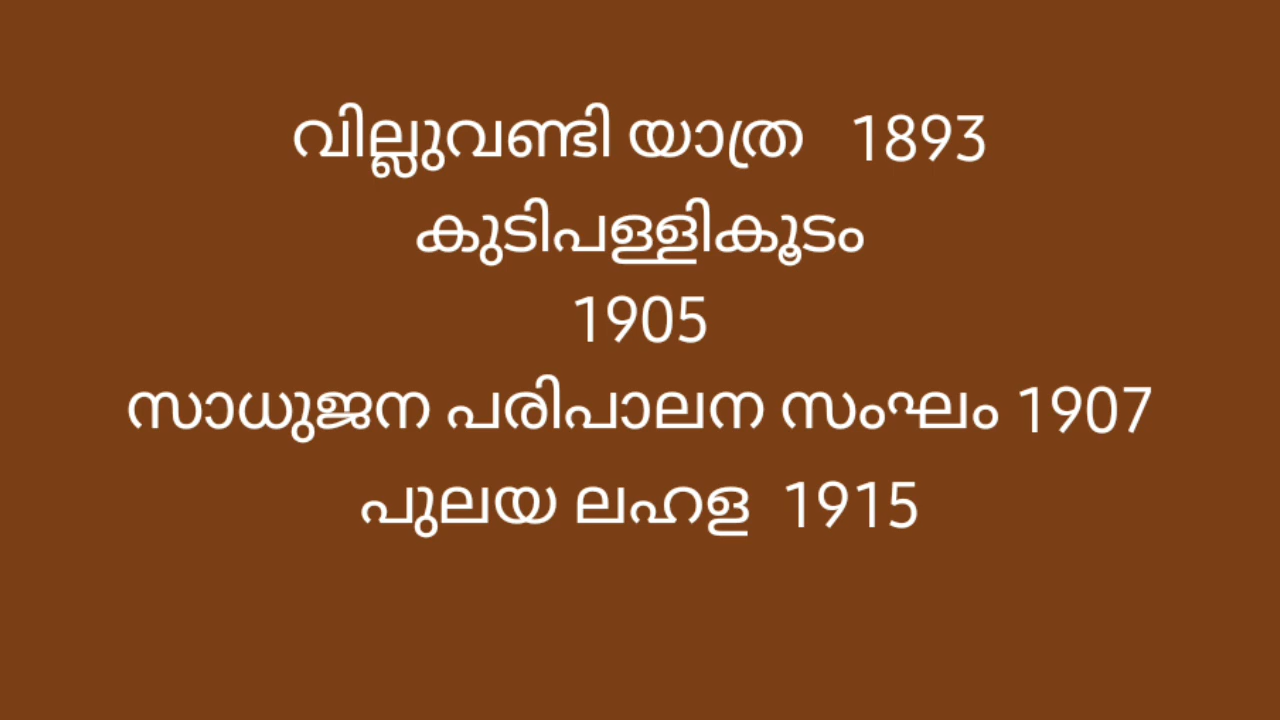 വില്ലുവണ്ടി യാത്ര 1893
കുടിപള്ളികൂടം
1905
സാധുജന പരിപാലന സംഘം 1907
പുലയ ലഹള 1915